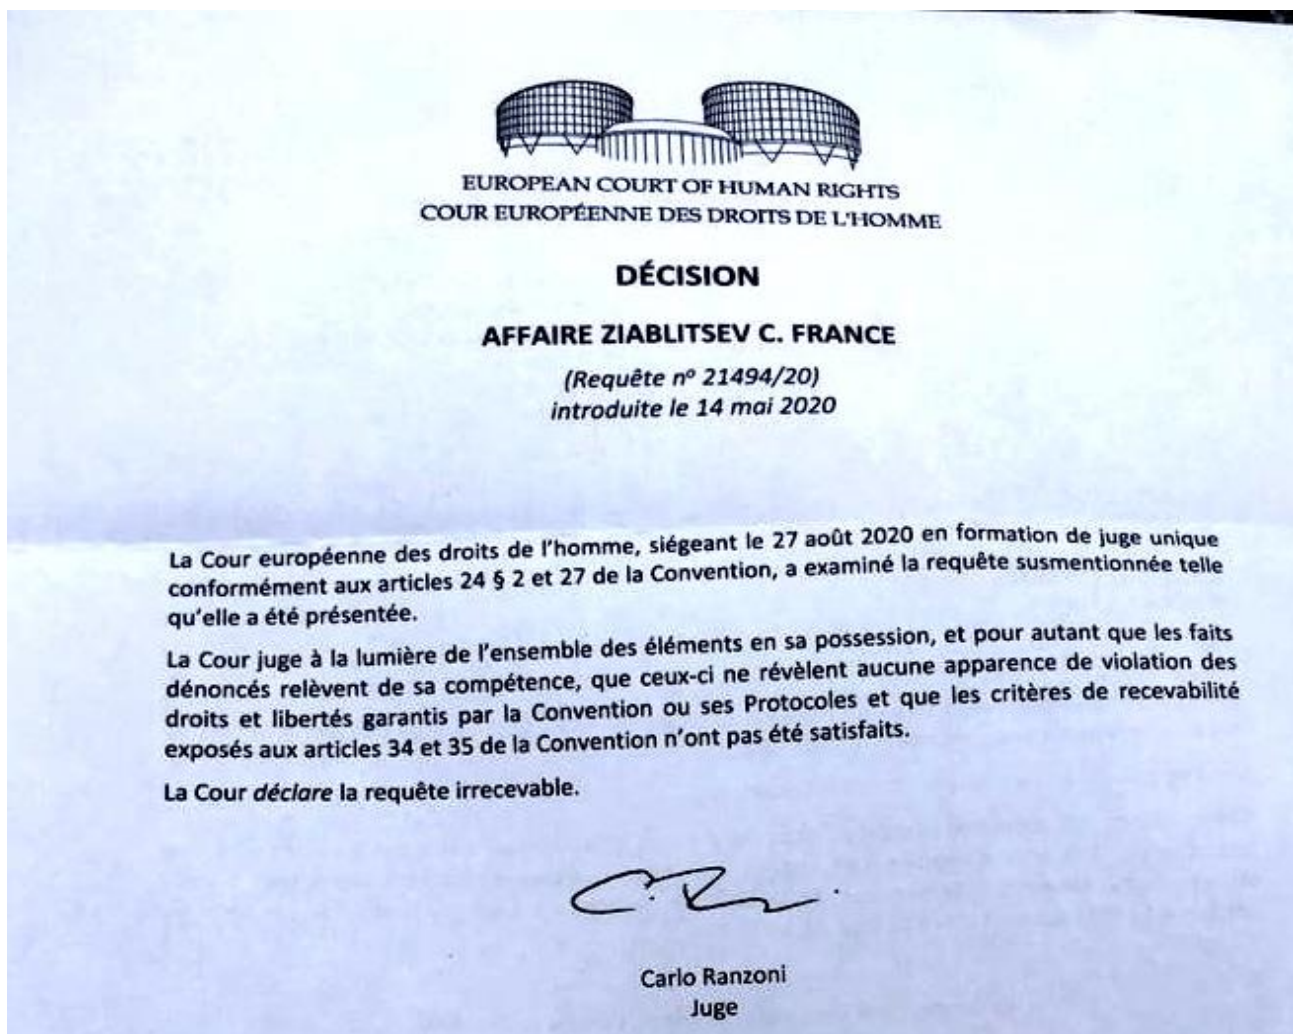 EUROPEAN COURT OF HUMAN RIGHTS
COUR EUROPÉENNE DES DROITS DE L'HOMME
DÉCISION
AFFAIRE ZIABLITSEV C. FRANCE
(Requête nº 21494/20)
introduite le 14 mai 2020
La Cour européenne des droits de l'homme, siégeant le 27 août 2020 en formation de juge unique
conformément aux articles 24 § 2 et 27 de la Convention, a examiné la requête susmentionnée telle
qu'elle a été présentée.
La Cour juge à la lumière de l'ensemble des éléments en sa possession, et pour autant que les faits
dénoncés relèvent de sa compétence, que ceux-ci ne révèlent aucune apparence de violation des
droits et libertés garantis par la Convention ou ses Protocoles et que les critères de recevabilité
exposés aux articles 34 et 35 de la Convention n'ont pas été satisfaits.
La Cour déclare la requête irrecevable.
Carlo Ranzoni
Juge